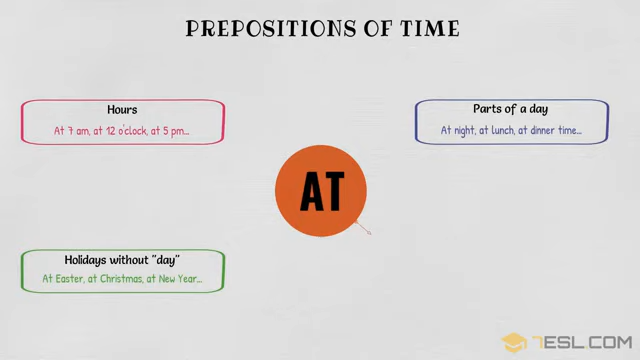 PREPOSITIONS OF TIME
Hours
At 7 am, at 12 o'clock, at 5 pm...
Parts of a day
At night, at lunch, at dinner time...
AT
Holidays without "day"
At Easter, at Christmas, at New Year...
7ESL.COM